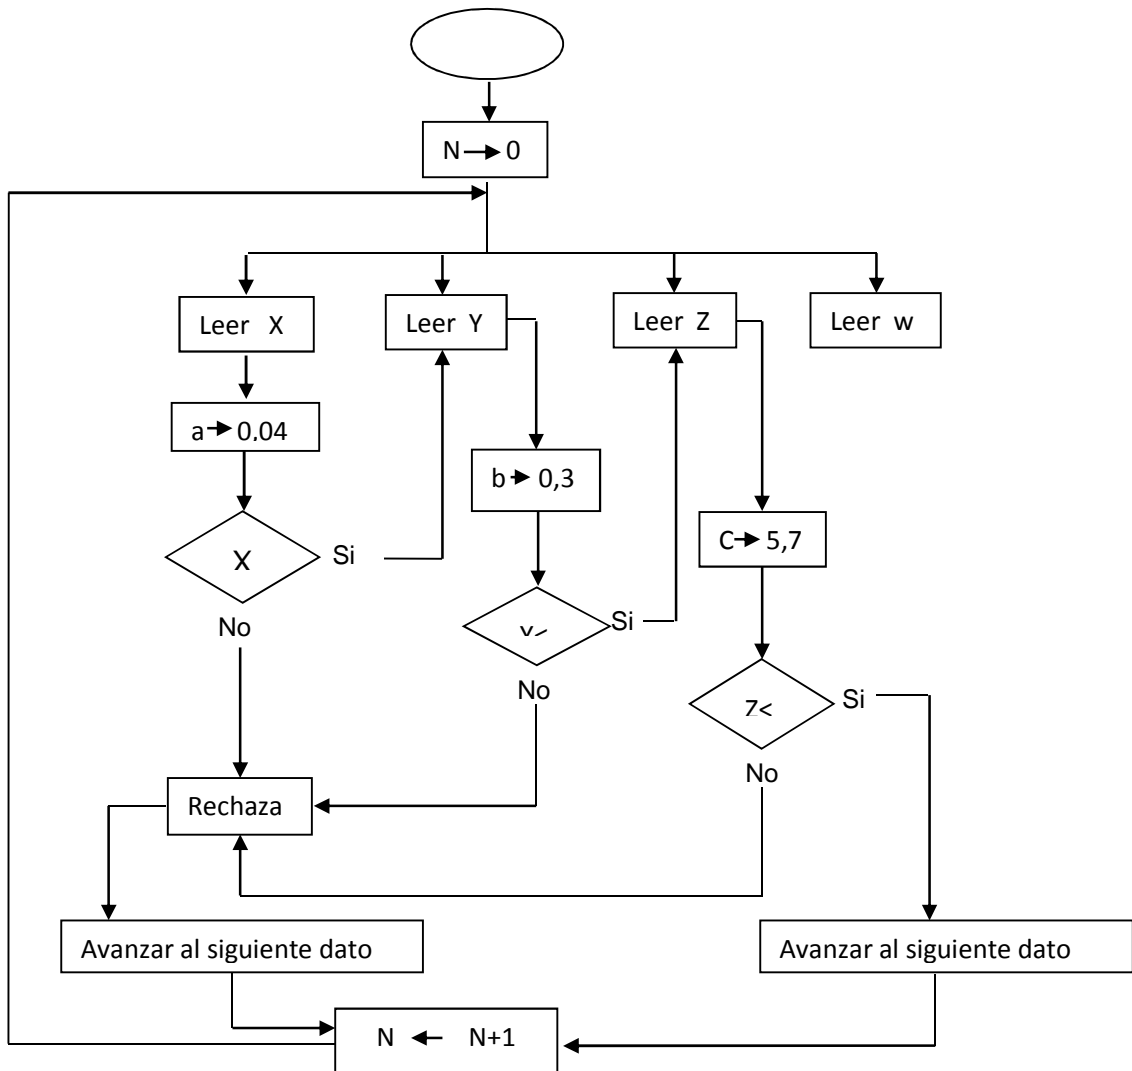 N → 0
Leer X
Leer Y
Leer Z
Leer w
a → 0,04
b → 0,3
C → 5,7
X
Si
No
Si
No
Z<
Si
No
Rechaza
Avanzar al siguiente dato
Avanzar al siguiente dato
N ← N+1